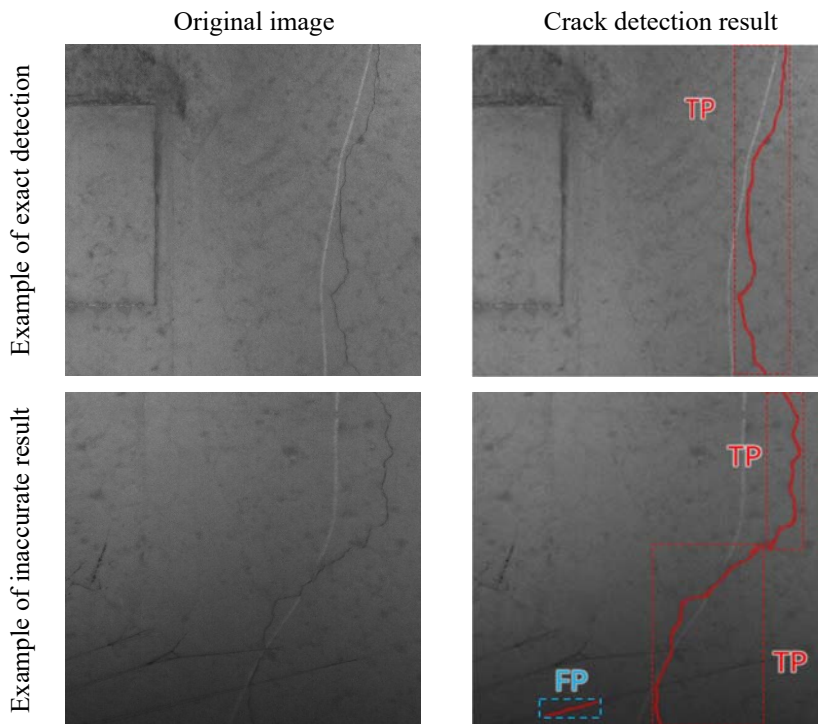 Original image
Crack detection result
Example of exact detection
TP
Example of inaccurate result
TP
TP
FP